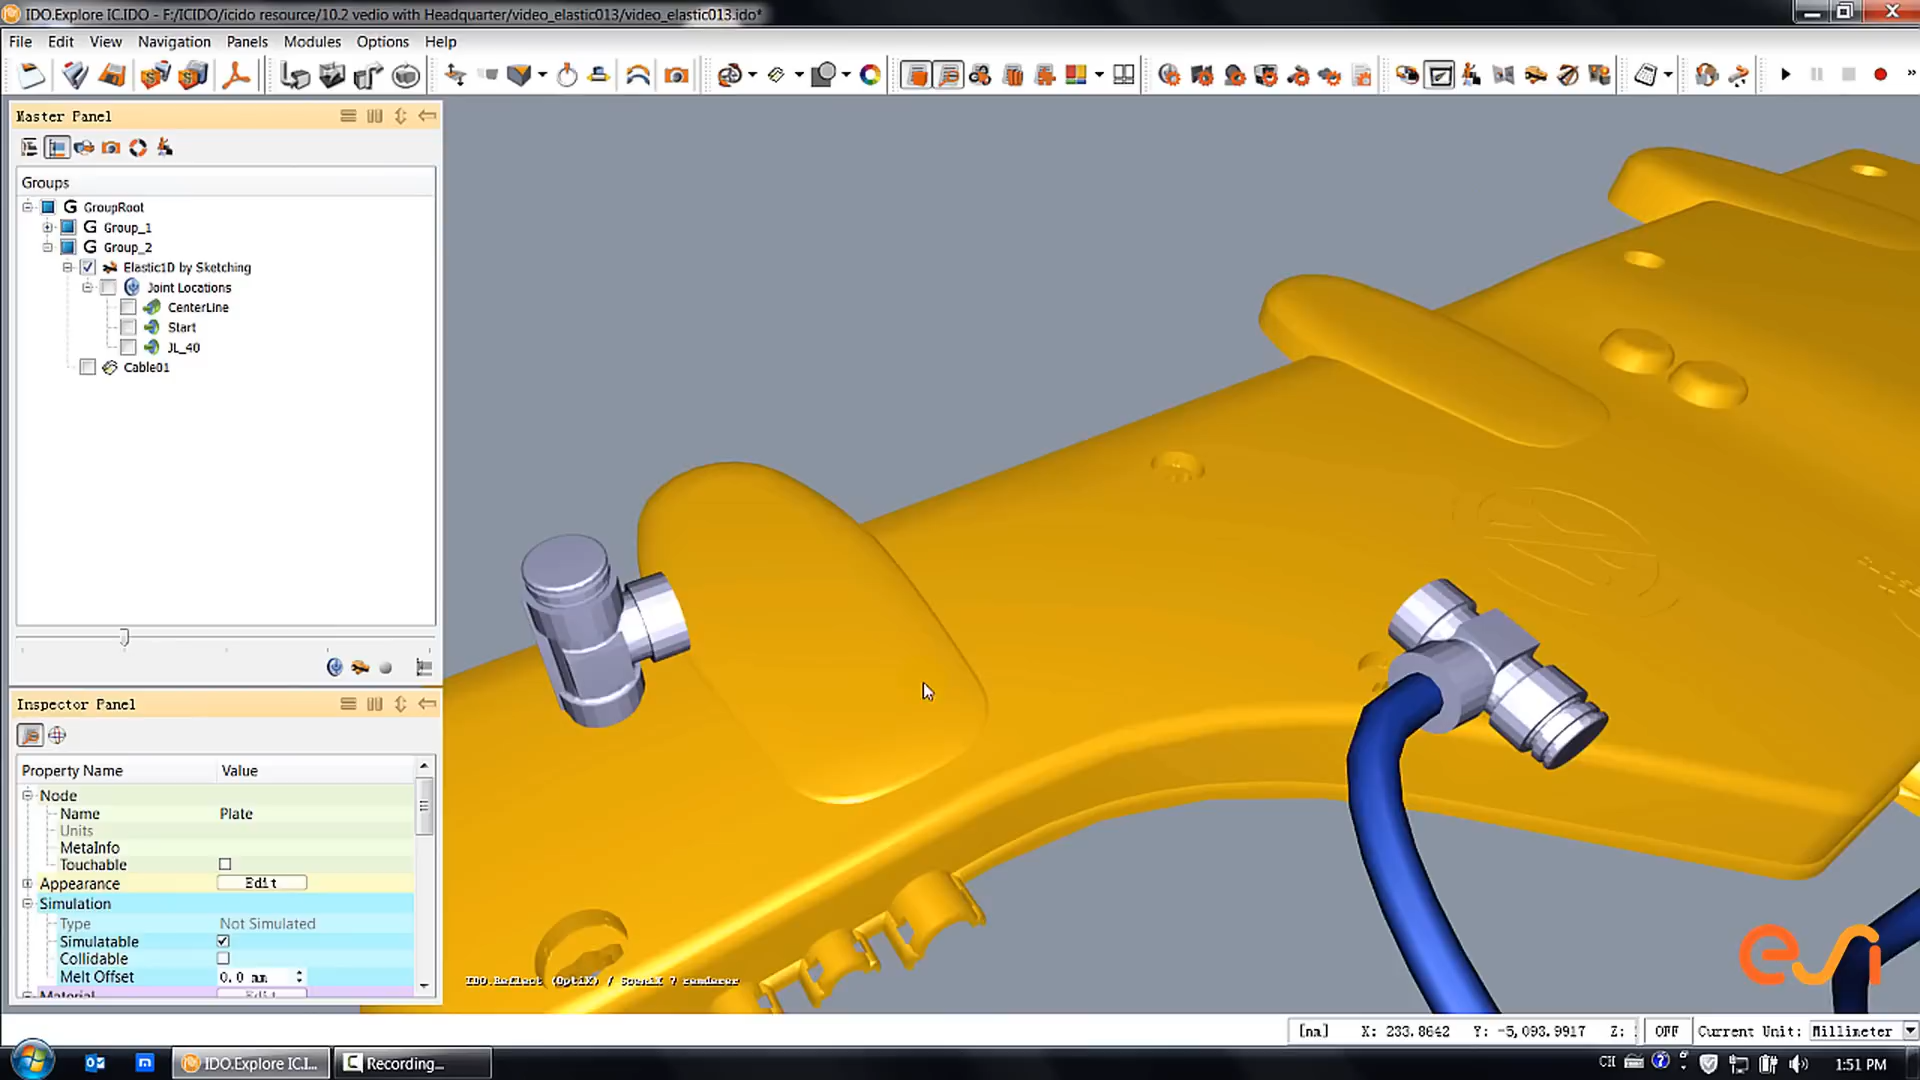 IDO.Explore IC.IDO - F:/ICIDO/icido resource/10.2 vedio with Headquarter/video_elastic013/video_elastic013.ido*
File Edit View Navigation Panels Modules Options Help
Master Panel
Groups
G GroupRoot
G Group_1
G Group_2
Elastic1D by Sketching
Joint Locations
CenterLine
Start
JL_40
Cable01
Inspector Panel
Property Name Value
Node
Name Plate
Units
MetaInfo
Touchable
Appearance Edit
Simulation
Type Not Simulated
Simulatable
Collidable
Melt Offset 0.0 mm
Material Edit
IDO.Reflect (OptiX) / SceniX 7 renderer
esi
X: 233.8642 Y: -5,093.9917 Z: OFF Current Unit: Millimeter
IDO.Explore IC.I... Recording... CH 1:51 PM